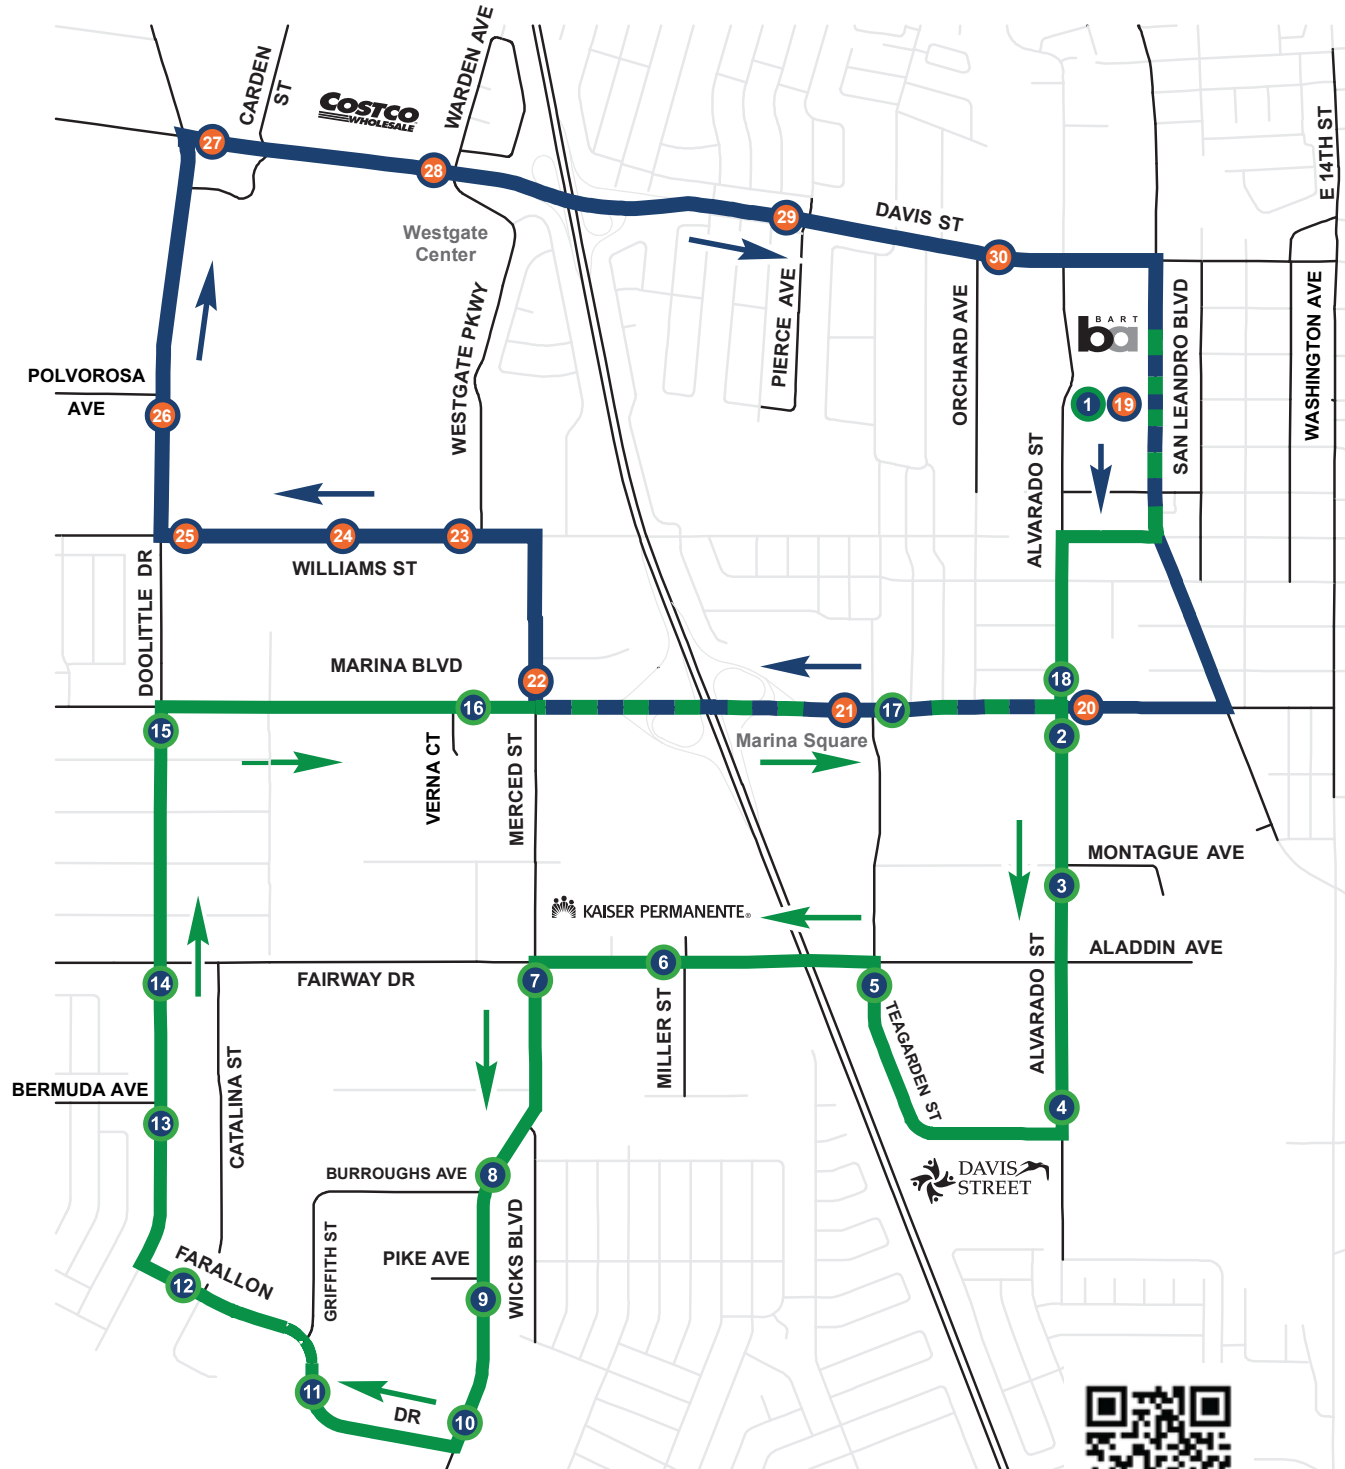 CARDEN
ST
COSTCO
WHOLESALE
WARDEN AVE
E 14TH ST
27
28
29
DAVIS ST
30
Westgate
Center
WESTGATE PKWY
PIERCE AVE
ORCHARD AVE
BART
ba
SAN LEANDRO BLVD
WASHINGTON AVE
POLVOROSA
AVE
26
1
19
ALVARADO ST
25
24
23
WILLIAMS ST
DOOLITTLE DR
MARINA BLVD
22
18
15
16
21
17
20
2
Marina Square
VERNA CT
MERCED ST
MONTAGUE AVE
3
KAISER PERMANENTE®
ALADDIN AVE
14
FAIRWAY DR
7
6
5
MILLER ST
TEAGARDEN ST
ALVARADO ST
BERMUDA AVE
13
CATALINA ST
4
BURROUGHS AVE
8
DAVIS
STREET
FARALLON
12
GRIFFITH ST
PIKE AVE
9
WICKS BLVD
11
DR
10